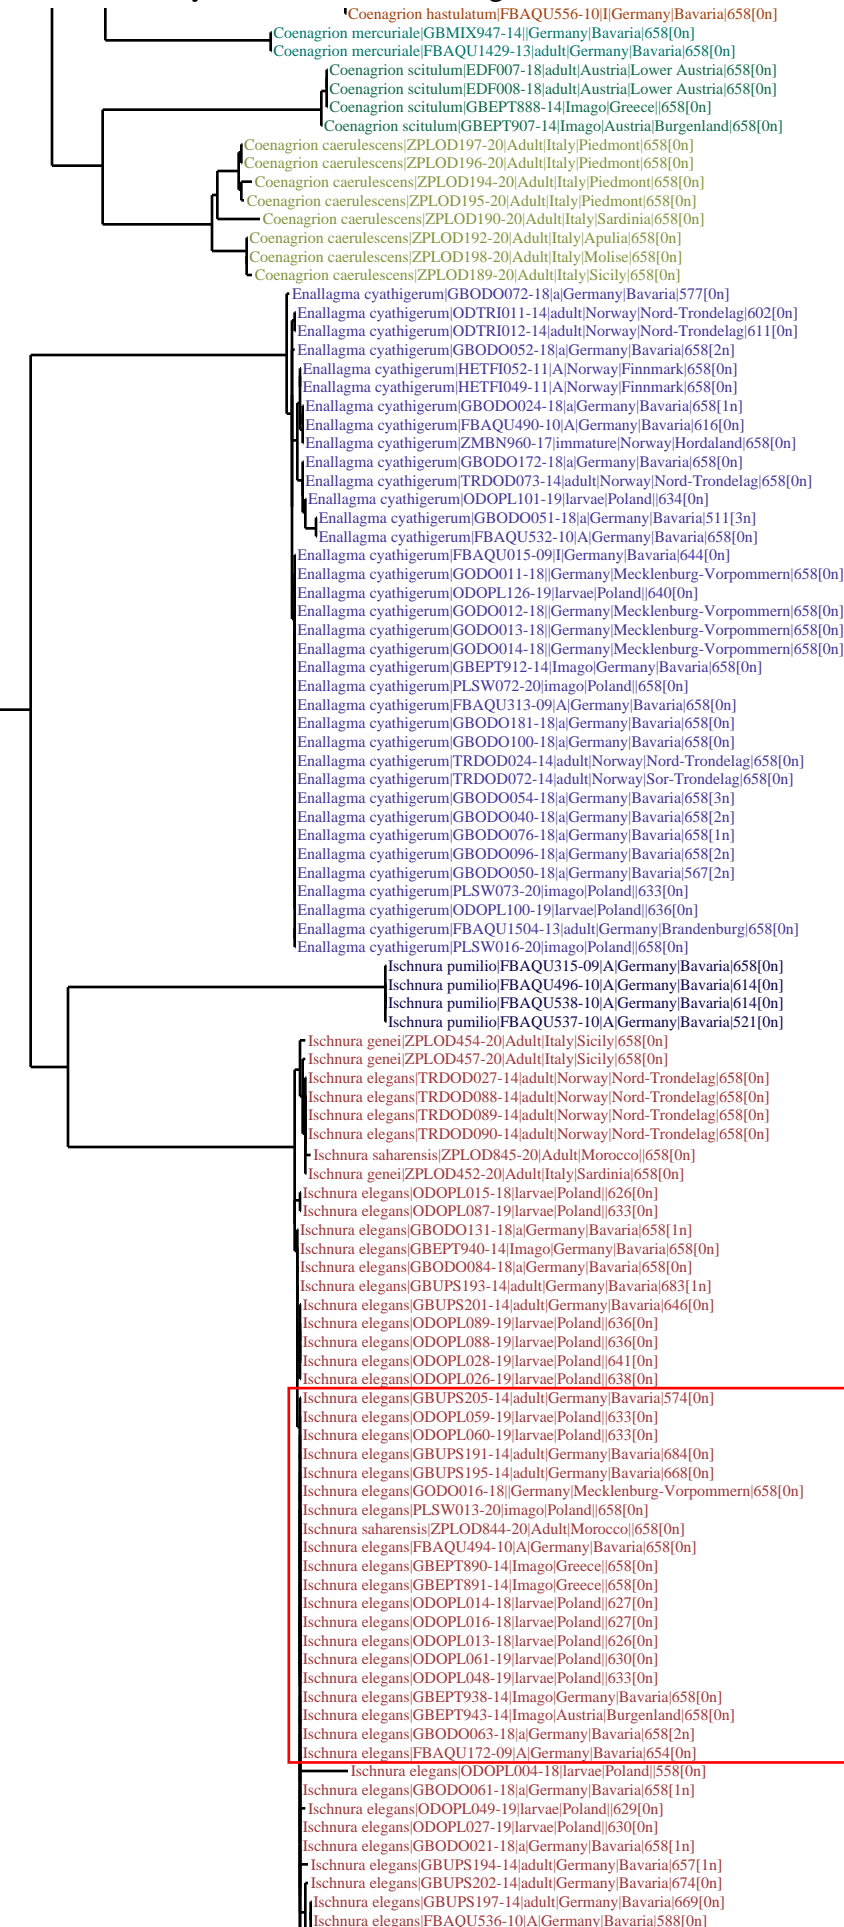 Coenagrion hastulatum|FBAQU556-10|I|Germany|Bavaria|658[0n]
Coenagrion mercuriale|GBMIX947-14||Germany|Bavaria|658[0n]
Coenagrion mercuriale|FBAQU1429-13|adult|Germany|Bavaria|658[0n]
Coenagrion scitulum|EDF007-18|adult|Austria|Lower Austria|658[0n]
Coenagrion scitulum|EDF008-18|adult|Austria|Lower Austria|658[0n]
Coenagrion scitulum|GBEPT888-14|Imago|Greece||658[0n]
Coenagrion scitulum|GBEPT907-14|Imago|Austria|Burgenland|658[0n]
Coenagrion caerulescens|ZPLOD197-20|Adult|Italy|Piedmont|658[0n]
Coenagrion caerulescens|ZPLOD196-20|Adult|Italy|Piedmont|658[0n]
Coenagrion caerulescens|ZPLOD194-20|Adult|Italy|Piedmont|658[0n]
Coenagrion caerulescens|ZPLOD195-20|Adult|Italy|Piedmont|658[0n]
Coenagrion caerulescens|ZPLOD190-20|Adult|Italy|Sardinia|658[0n]
Coenagrion caerulescens|ZPLOD192-20|Adult|Italy|Apulia|658[0n]
Coenagrion caerulescens|ZPLOD198-20|Adult|Italy|Molise|658[0n]
Coenagrion caerulescens|ZPLOD189-20|Adult|Italy|Sicily|658[0n]
Enallagma cyathigerum|GBODO072-18|a|Germany|Bavaria|577[0n]
Enallagma cyathigerum|ODTRI011-14|adult|Norway|Nord-Trondelag|602[0n]
Enallagma cyathigerum|ODTRI012-14|adult|Norway|Nord-Trondelag|611[0n]
Enallagma cyathigerum|GBODO052-18|a|Germany|Bavaria|658[2n]
Enallagma cyathigerum|HETFI052-11|A|Norway|Finnmark|658[0n]
Enallagma cyathigerum|HETFI049-11|A|Norway|Finnmark|658[0n]
Enallagma cyathigerum|GBODO024-18|a|Germany|Bavaria|658[1n]
Enallagma cyathigerum|FBAQU490-10|A|Germany|Bavaria|616[0n]
Enallagma cyathigerum|ZMBN960-17|immature|Norway|Hordaland|658[0n]
Enallagma cyathigerum|GBODO172-18|a|Germany|Bavaria|658[0n]
Enallagma cyathigerum|TRDOD073-14|adult|Norway|Nord-Trondelag|658[0n]
Enallagma cyathigerum|ODOPL101-19|larvae|Poland||634[0n]
Enallagma cyathigerum|GBODO051-18|a|Germany|Bavaria|511[3n]
Enallagma cyathigerum|FBAQU532-10|A|Germany|Bavaria|658[0n]
Enallagma cyathigerum|FBAQU015-09|I|Germany|Bavaria|644[0n]
Enallagma cyathigerum|GODO011-18||Germany|Mecklenburg-Vorpommern|658[0n]
Enallagma cyathigerum|ODOPL126-19|larvae|Poland||640[0n]
Enallagma cyathigerum|GODO012-18||Germany|Mecklenburg-Vorpommern|658[0n]
Enallagma cyathigerum|GODO013-18||Germany|Mecklenburg-Vorpommern|658[0n]
Enallagma cyathigerum|GODO014-18||Germany|Mecklenburg-Vorpommern|658[0n]
Enallagma cyathigerum|GBEPT912-14|Imago|Germany|Bavaria|658[0n]
Enallagma cyathigerum|PLSW072-20|imago|Poland||658[0n]
Enallagma cyathigerum|FBAQU313-09|A|Germany|Bavaria|658[0n]
Enallagma cyathigerum|GBODO181-18|a|Germany|Bavaria|658[0n]
Enallagma cyathigerum|GBODO100-18|a|Germany|Bavaria|658[0n]
Enallagma cyathigerum|TRDOD024-14|adult|Norway|Nord-Trondelag|658[0n]
Enallagma cyathigerum|TRDOD072-14|adult|Norway|Sor-Trondelag|658[0n]
Enallagma cyathigerum|GBODO054-18|a|Germany|Bavaria|658[3n]
Enallagma cyathigerum|GBODO040-18|a|Germany|Bavaria|658[2n]
Enallagma cyathigerum|GBODO076-18|a|Germany|Bavaria|658[1n]
Enallagma cyathigerum|GBODO096-18|a|Germany|Bavaria|658[2n]
Enallagma cyathigerum|GBODO050-18|a|Germany|Bavaria|567[2n]
Enallagma cyathigerum|PLSW073-20|imago|Poland||633[0n]
Enallagma cyathigerum|ODOPL100-19|larvae|Poland||636[0n]
Enallagma cyathigerum|FBAQU1504-13|adult|Germany|Brandenburg|658[0n]
Enallagma cyathigerum|PLSW016-20|imago|Poland||658[0n]
Ischnura pumilio|FBAQU315-09|A|Germany|Bavaria|658[0n]
Ischnura pumilio|FBAQU496-10|A|Germany|Bavaria|614[0n]
Ischnura pumilio|FBAQU538-10|A|Germany|Bavaria|614[0n]
Ischnura pumilio|FBAQU537-10|A|Germany|Bavaria|521[0n]
Ischnura genei|ZPLOD454-20|Adult|Italy|Sicily|658[0n]
Ischnura genei|ZPLOD457-20|Adult|Italy|Sicily|658[0n]
Ischnura elegans|TRDOD027-14|adult|Norway|Nord-Trondelag|658[0n]
Ischnura elegans|TRDOD088-14|adult|Norway|Nord-Trondelag|658[0n]
Ischnura elegans|TRDOD089-14|adult|Norway|Nord-Trondelag|658[0n]
Ischnura elegans|TRDOD090-14|adult|Norway|Nord-Trondelag|658[0n]
Ischnura saharensis|ZPLOD845-20|Adult|Morocco||658[0n]
Ischnura genei|ZPLOD452-20|Adult|Italy|Sardinia|658[0n]
Ischnura elegans|ODOPL015-18|larvae|Poland||626[0n]
Ischnura elegans|ODOPL087-19|larvae|Poland||633[0n]
Ischnura elegans|GBODO131-18|a|Germany|Bavaria|658[1n]
Ischnura elegans|GBEPT940-14|Imago|Germany|Bavaria|658[0n]
Ischnura elegans|GBODO084-18|a|Germany|Bavaria|658[0n]
Ischnura elegans|GBUPS193-14|adult|Germany|Bavaria|683[1n]
Ischnura elegans|GBUPS201-14|adult|Germany|Bavaria|646[0n]
Ischnura elegans|ODOPL089-19|larvae|Poland||636[0n]
Ischnura elegans|ODOPL088-19|larvae|Poland||636[0n]
Ischnura elegans|ODOPL028-19|larvae|Poland||641[0n]
Ischnura elegans|ODOPL026-19|larvae|Poland||638[0n]
Ischnura elegans|GBUPS205-14|adult|Germany|Bavaria|574[0n]
Ischnura elegans|ODOPL059-19|larvae|Poland||633[0n]
Ischnura elegans|ODOPL060-19|larvae|Poland||633[0n]
Ischnura elegans|GBUPS191-14|adult|Germany|Bavaria|684[0n]
Ischnura elegans|GBUPS195-14|adult|Germany|Bavaria|668[0n]
Ischnura elegans|GODO016-18||Germany|Mecklenburg-Vorpommern|658[0n]
Ischnura elegans|PLSW013-20|imago|Poland||658[0n]
Ischnura saharensis|ZPLOD844-20|Adult|Morocco||658[0n]
Ischnura elegans|FBAQU494-10|A|Germany|Bavaria|658[0n]
Ischnura elegans|GBEPT890-14|Imago|Greece||658[0n]
Ischnura elegans|GBEPT891-14|Imago|Greece||658[0n]
Ischnura elegans|ODOPL014-18|larvae|Poland||627[0n]
Ischnura elegans|ODOPL016-18|larvae|Poland||627[0n]
Ischnura elegans|ODOPL013-18|larvae|Poland||626[0n]
Ischnura elegans|ODOPL061-19|larvae|Poland||630[0n]
Ischnura elegans|ODOPL048-19|larvae|Poland||633[0n]
Ischnura elegans|GBEPT938-14|Imago|Germany|Bavaria|658[0n]
Ischnura elegans|GBEPT943-14|Imago|Austria|Burgenland|658[0n]
Ischnura elegans|GBODO063-18|a|Germany|Bavaria|658[2n]
Ischnura elegans|FBAQU172-09|A|Germany|Bavaria|654[0n]
Ischnura elegans|ODOPL004-18|larvae|Poland||558[0n]
Ischnura elegans|GBODO061-18|a|Germany|Bavaria|658[1n]
Ischnura elegans|ODOPL049-19|larvae|Poland||629[0n]
Ischnura elegans|ODOPL027-19|larvae|Poland||630[0n]
Ischnura elegans|GBODO021-18|a|Germany|Bavaria|658[1n]
Ischnura elegans|GBUPS194-14|adult|Germany|Bavaria|657[1n]
Ischnura elegans|GBUPS202-14|adult|Germany|Bavaria|674[0n]
Ischnura elegans|GBUPS197-14|adult|Germany|Bavaria|669[0n]
Ischnura elegans|FBAQU536-10|A|Germany|Bavaria|588[0n]